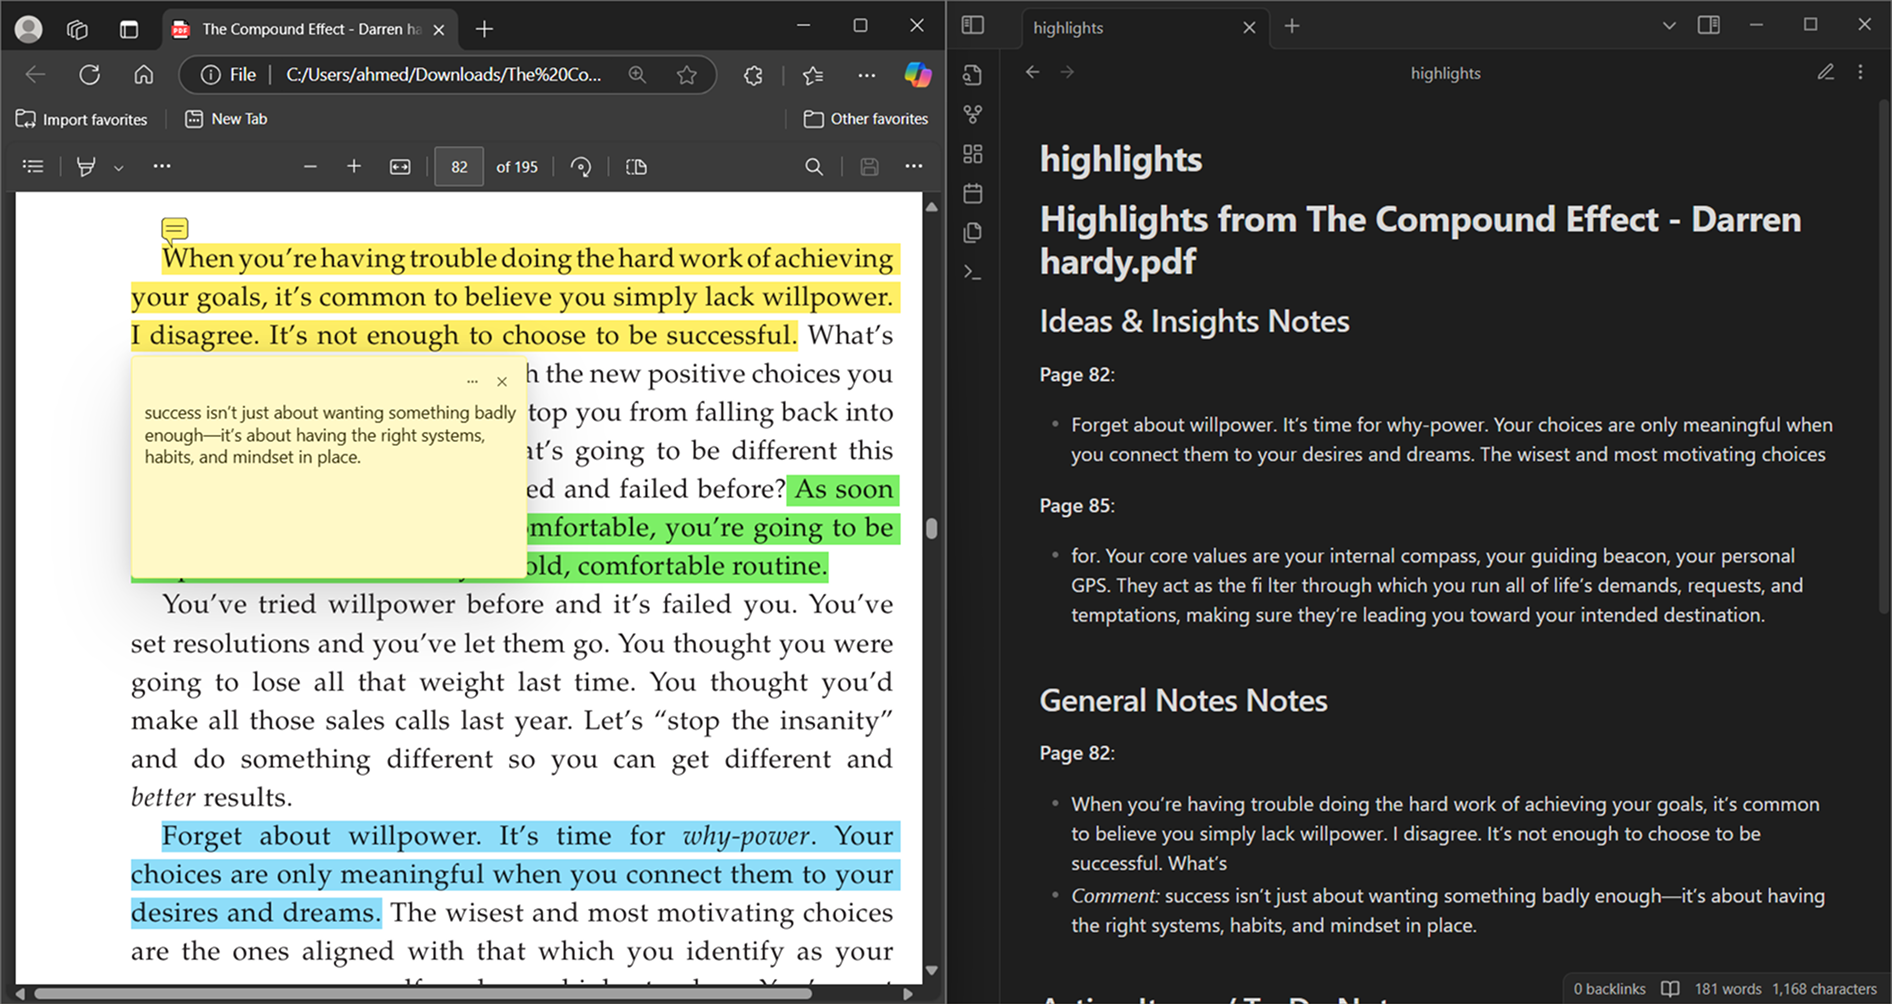 The Compound Effect - Darren ha
File
C:/Users/ahmed/Downloads/The%20Co...
Import favorites
New Tab
Other favorites
82
of 195
When you’re having trouble doing the hard work of achieving
your goals, it’s common to believe you simply lack willpower.
I disagree. It’s not enough to choose to be successful. What’s
h the new positive choices you
top you from falling back into
at’s going to be different this
ed and failed before? As soon
omfortable, you’re going to be
old, comfortable routine.
success isn’t just about wanting something badly
enough—it’s about having the right systems,
habits, and mindset in place.
You’ve tried willpower before and it’s failed you. You’ve
set resolutions and you’ve let them go. You thought you were
going to lose all that weight last time. You thought you’d
make all those sales calls last year. Let’s “stop the insanity”
and do something different so you can get different and
better results.
Forget about willpower. It’s time for why-power. Your
choices are only meaningful when you connect them to your
desires and dreams. The wisest and most motivating choices
are the ones aligned with that which you identify as your
highlights
highlights
highlights
Highlights from The Compound Effect - Darren
hardy.pdf
Ideas & Insights Notes
Page 82:
Forget about willpower. It’s time for why-power. Your choices are only meaningful when
you connect them to your desires and dreams. The wisest and most motivating choices
Page 85:
for. Your core values are your internal compass, your guiding beacon, your personal
GPS. They act as the fi lter through which you run all of life’s demands, requests, and
temptations, making sure they’re leading you toward your intended destination.
General Notes Notes
Page 82:
When you’re having trouble doing the hard work of achieving your goals, it’s common
to believe you simply lack willpower. I disagree. It’s not enough to choose to be
successful. What’s
Comment: success isn’t just about wanting something badly enough—it’s about having
the right systems, habits, and mindset in place.
0 backlinks
181 words
1,168 characters